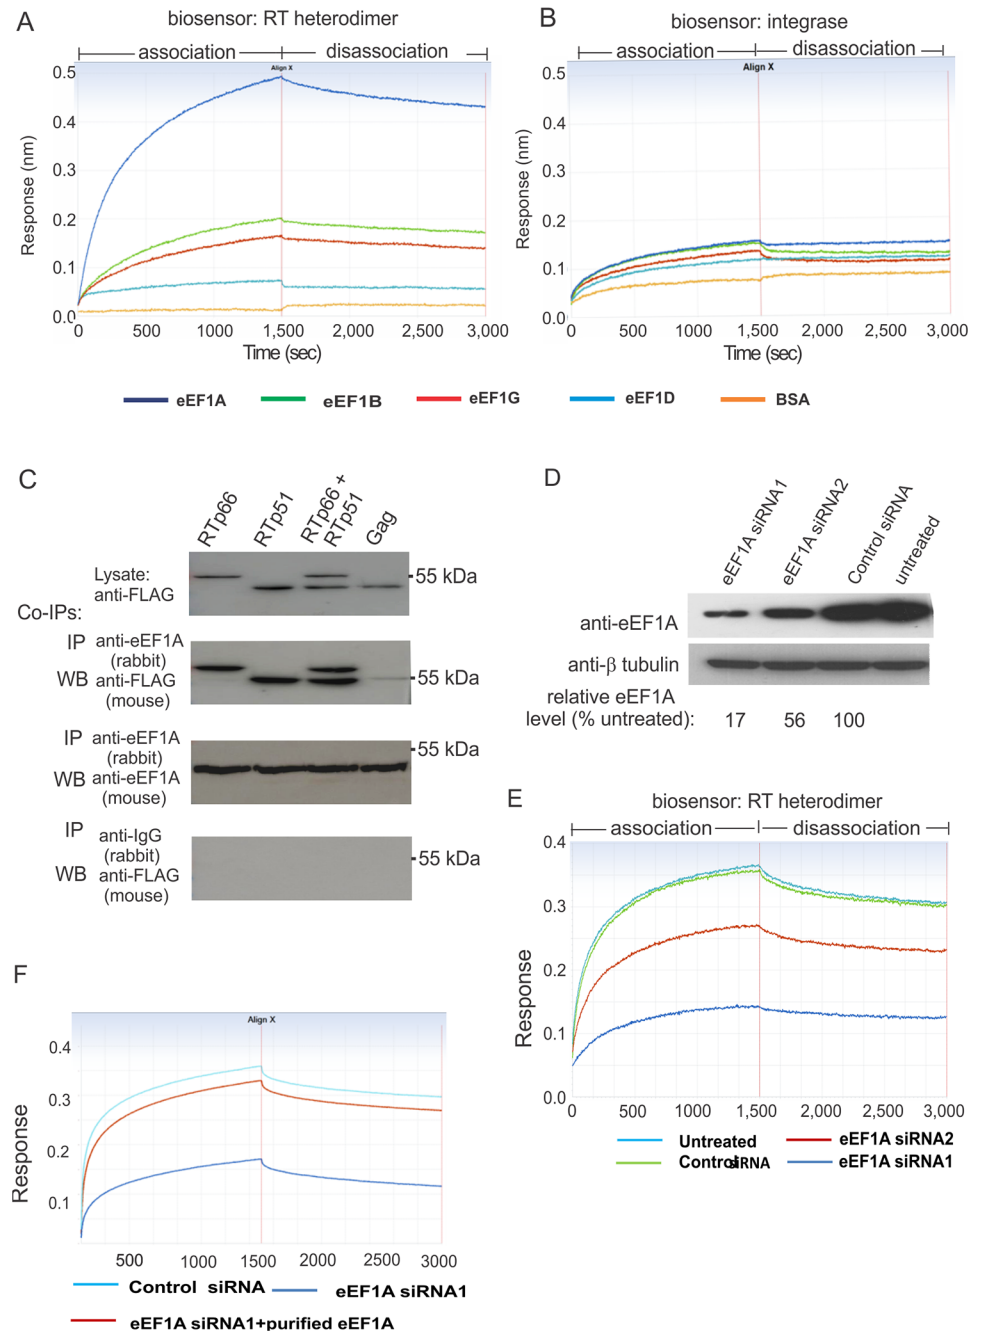 A
biosensor: RT heterodimer
association
disassociation
Align X
0.5
0.4
0.3
0.2
0.1
0.0
Response (nm)
0
500
1000
1,500
2,000
2,500
3,000
Time (sec)
B
biosensor: integrase
association
disassociation
Align X
0.5
0.4
0.3
0.2
0.1
0.0
Response (nm)
0
500
1000
1,500
2,000
2,500
3,000
Time (sec)
eEF1A
eEF1B
eEF1G
eEF1D
BSA
C
RTp66
RTp51
RTp66 +
RTp51
Gag
Lysate:
anti-FLAG
55 kDa
Co-IPs:
IP anti-eEF1A
(rabbit)
WB anti-FLAG
(mouse)
55 kDa
IP anti-eEF1A
(rabbit)
WB anti-eEF1A
(mouse)
55 kDa
IP anti-IgG
(rabbit)
WB anti-FLAG
(mouse)
55 kDa
D
eEF1A siRNA1
eEF1A siRNA2
Control siRNA
untreated
anti-eEF1A
anti-β tubulin
relative eEF1A
level (% untreated): 17 56 100
E
biosensor: RT heterodimer
association
disassociation
0.4
0.3
0.2
0.1
0.0
Response
0
500
1000
1,500
2,000
2,500
3,000
Untreated
Control siRNA
eEF1A siRNA2
eEF1A siRNA1
F
Align X
0.4
0.3
0.2
0.1
Response
500
1000
1500
2000
2500
3000
Control siRNA
eEF1A siRNA1
eEF1A siRNA1+purified eEF1A